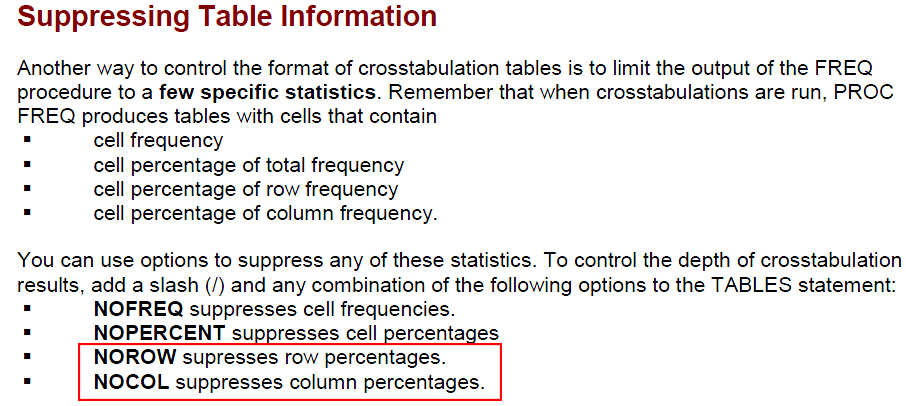 Suppressing Table Information
Another way to control the format of crosstabulation tables is to limit the output of the FREQ
procedure to a few specific statistics. Remember that when crosstabulations are run, PROC
FREQ produces tables with cells that contain
▪ cell frequency
▪ cell percentage of total frequency
▪ cell percentage of row frequency
▪ cell percentage of column frequency.
You can use options to suppress any of these statistics. To control the depth of crosstabulation
results, add a slash (/) and any combination of the following options to the TABLES statement:
▪ NOFREQ suppresses cell frequencies.
▪ NOPERCENT suppresses cell percentages
▪ NOROW supresses row percentages.
▪ NOCOL suppresses column percentages.